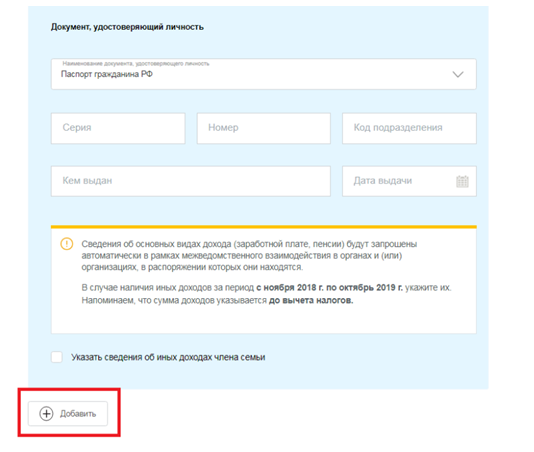 Документ, удостоверяющий личность
Наименование документа, удостоверяющего личность
Паспорт гражданина РФ
Серия
Номер
Код подразделения
Кем выдан
Дата выдачи
Сведения об основных видах дохода (заработной плате, пенсии) будут запрошены
автоматически в рамках межведомственного взаимодействия в органах и (или)
организациях, в распоряжении которых они находятся.
В случае наличия иных доходов за период с ноября 2018 г. по октябрь 2019 г. укажите их.
Напоминаем, что сумма доходов указывается до вычета налогов.
Указать сведения об иных доходах члена семьи
Добавить